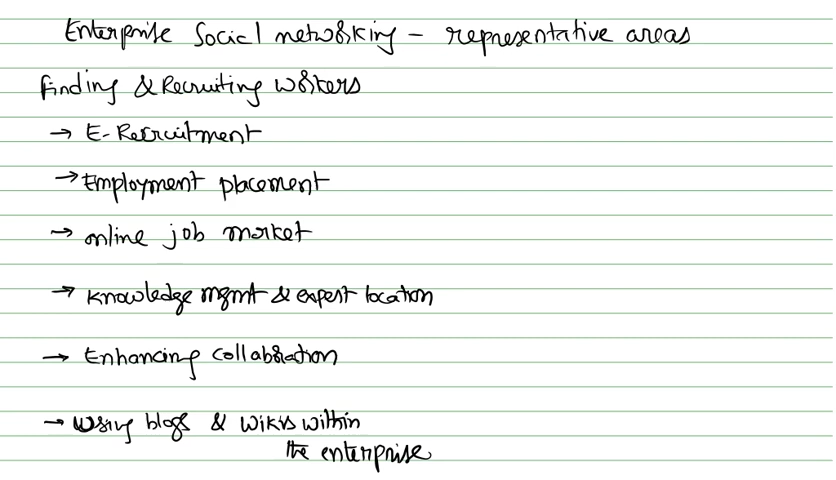 Enterprise Social networking - representative areas
Finding & Recruiting workers
→ E-Recruitment
→ Employment placement
→ online job market
→ Knowledge mgmt & expert location
→ Enhancing collaboration
→ Using blogs & wikis within
the enterprise